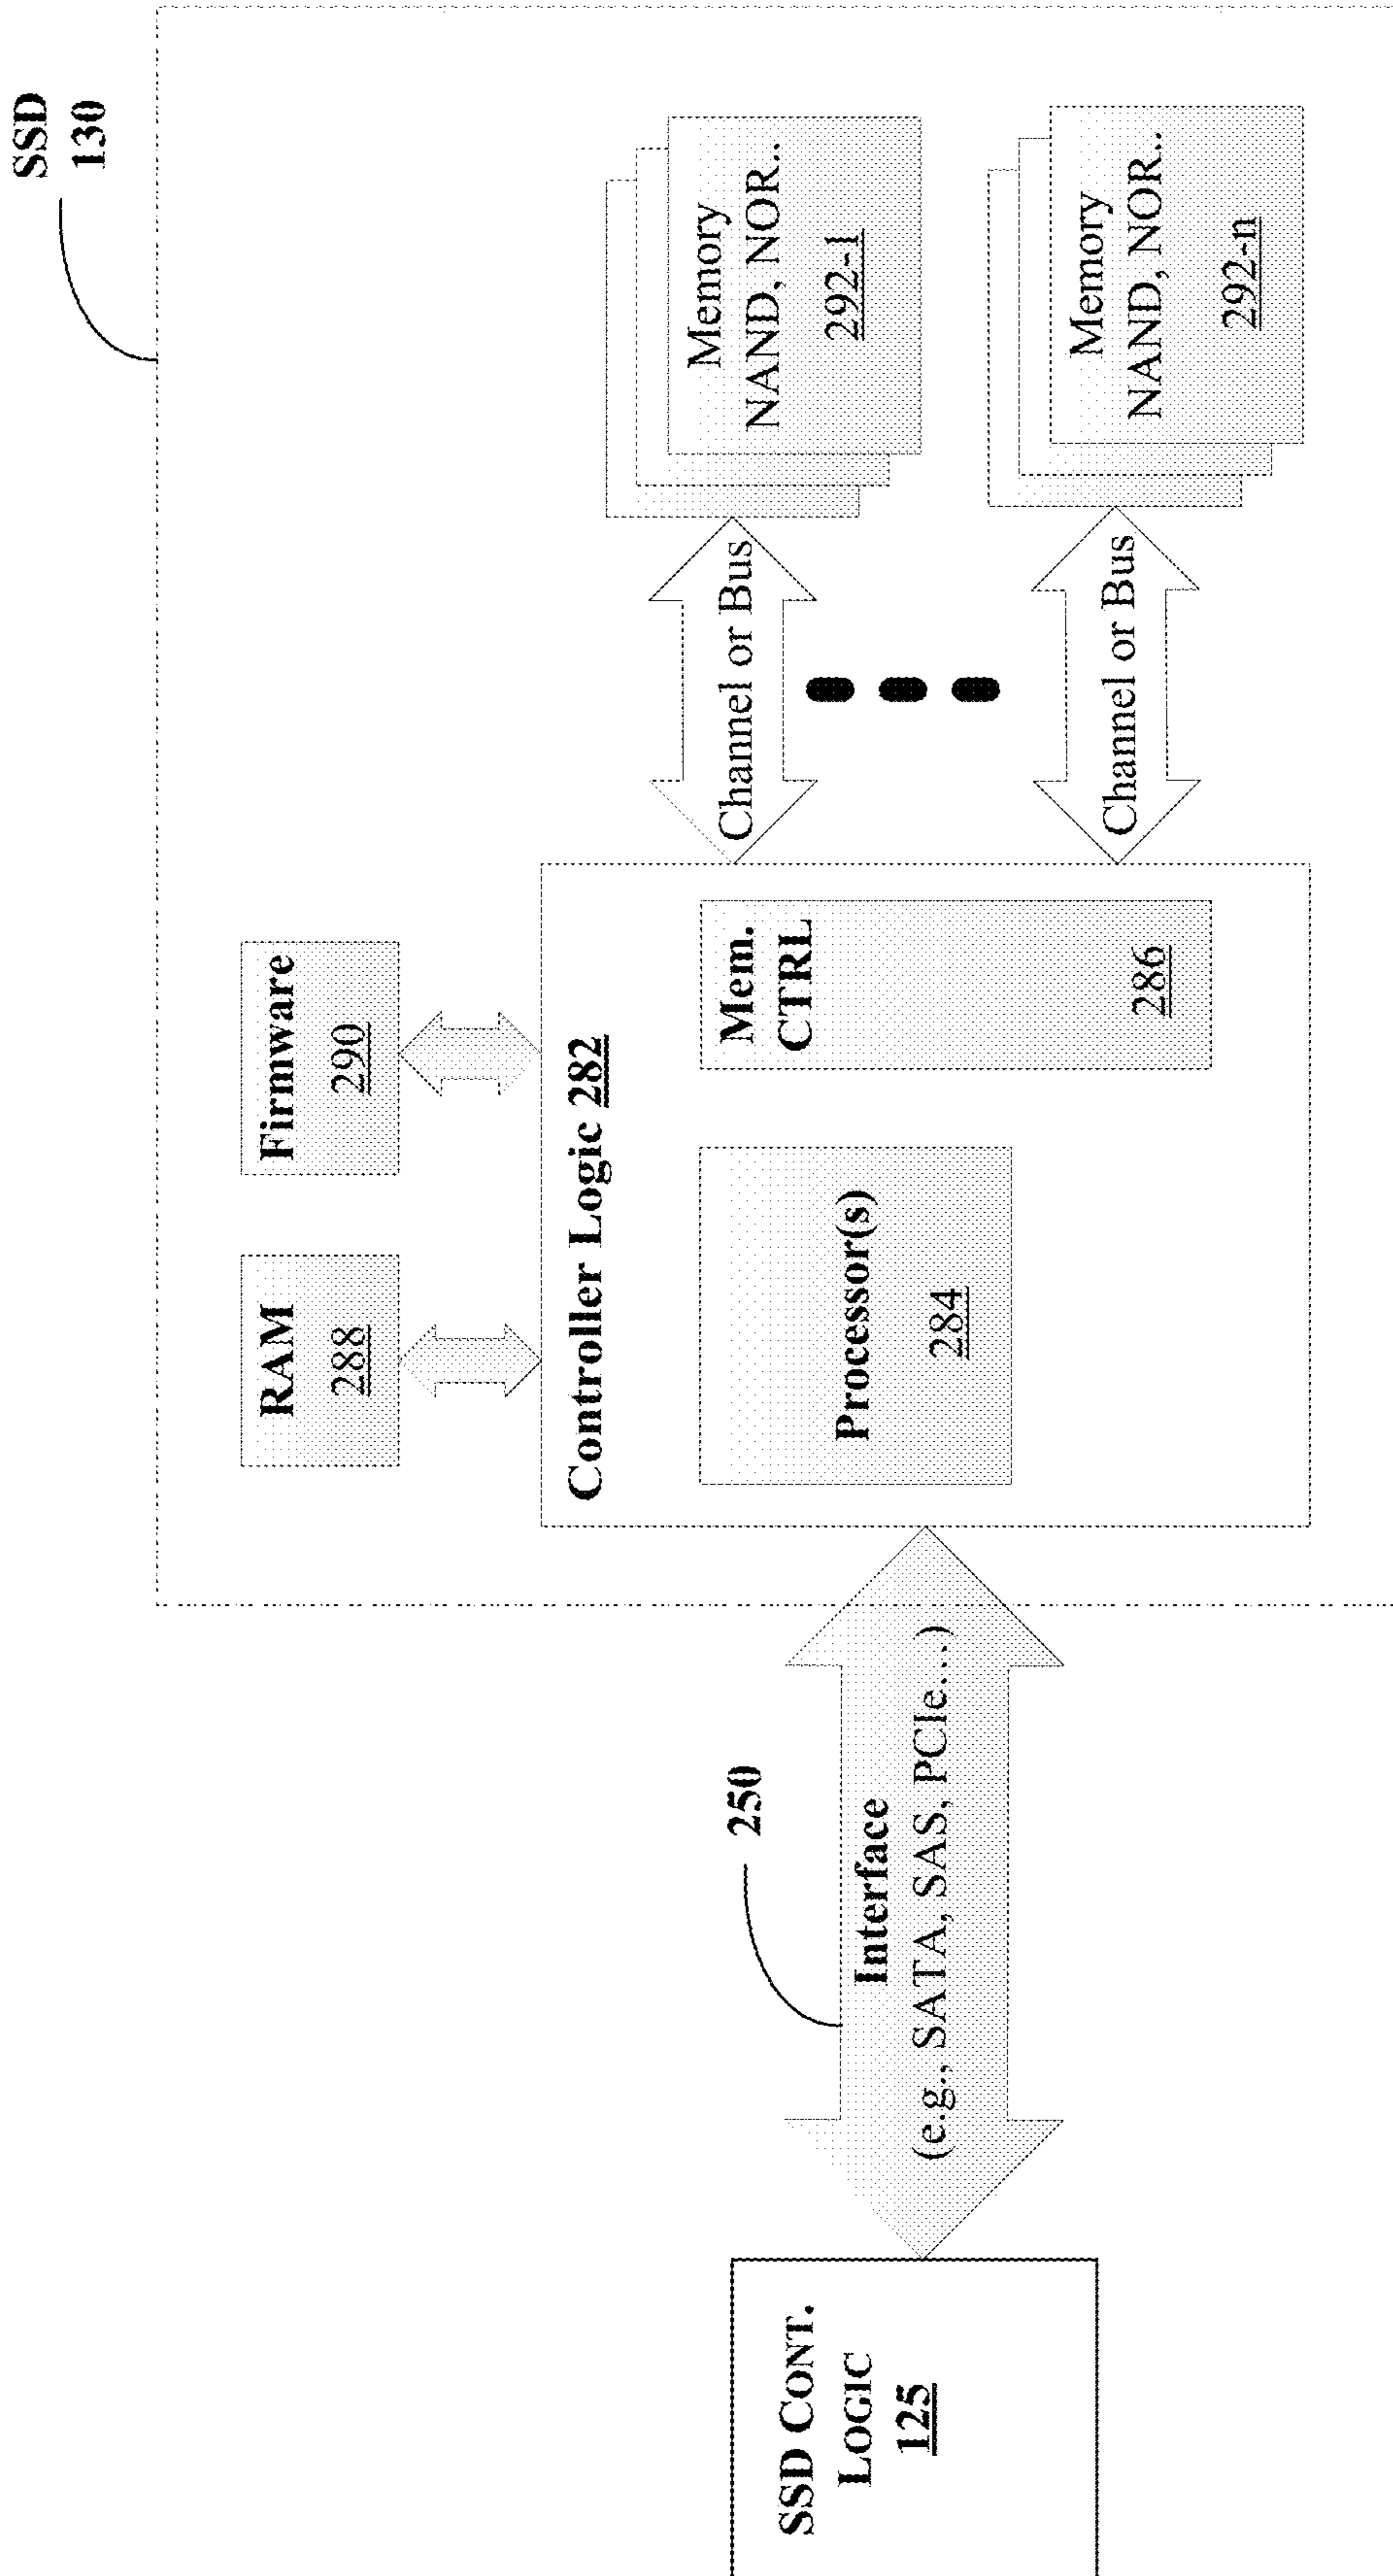 SSD
130
RAM
288
Firmware
290
Controller Logic 282
Processor(s)
284
Mem.
CTRL
286
Channel or Bus
Channel or Bus
Memory
NAND, NOR..
292-1
Memory
NAND, NOR..
292-n
250
Interface
(e.g., SATA, SAS, PCIe....)
SSD CONT.
LOGIC
125